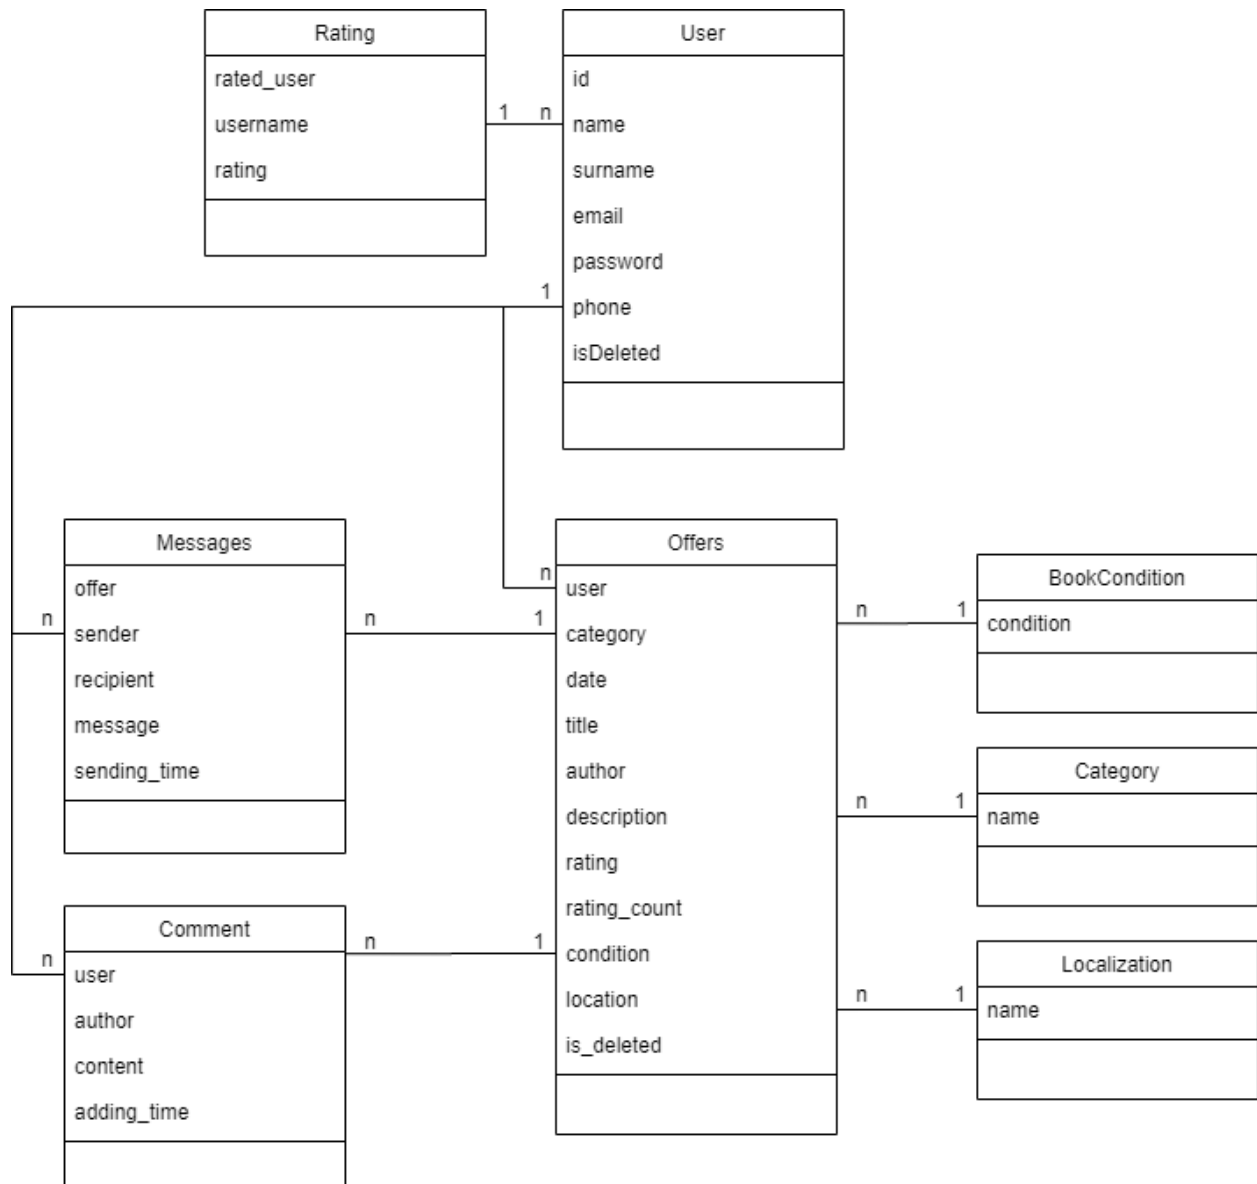 Rating
rated_user
username
rating
1 n
User
id
name
surname
email
password
phone
isDeleted
1
Messages
offer
sender
recipient
message
sending_time
n
n
1
Offers
user
category
date
title
author
description
rating
rating_count
condition
location
is_deleted
n
BookCondition
condition
n
1
Category
name
n
1
Localization
name
n
1
Comment
user
author
content
adding_time
n
n
1